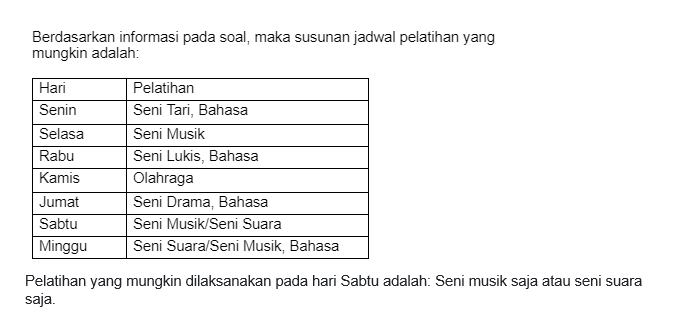 Berdasarkan informasi pada soal, maka susunan jadwal pelatihan yang
mungkin adalah:
Hari Pelatihan
Senin Seni Tari, Bahasa
Selasa Seni Musik
Rabu Seni Lukis, Bahasa
Kamis Olahraga
Jumat Seni Drama, Bahasa
Sabtu Seni Musik/Seni Suara
Minggu Seni Suara/Seni Musik, Bahasa
Pelatihan yang mungkin dilaksanakan pada hari Sabtu adalah: Seni musik saja atau seni suara
saja.